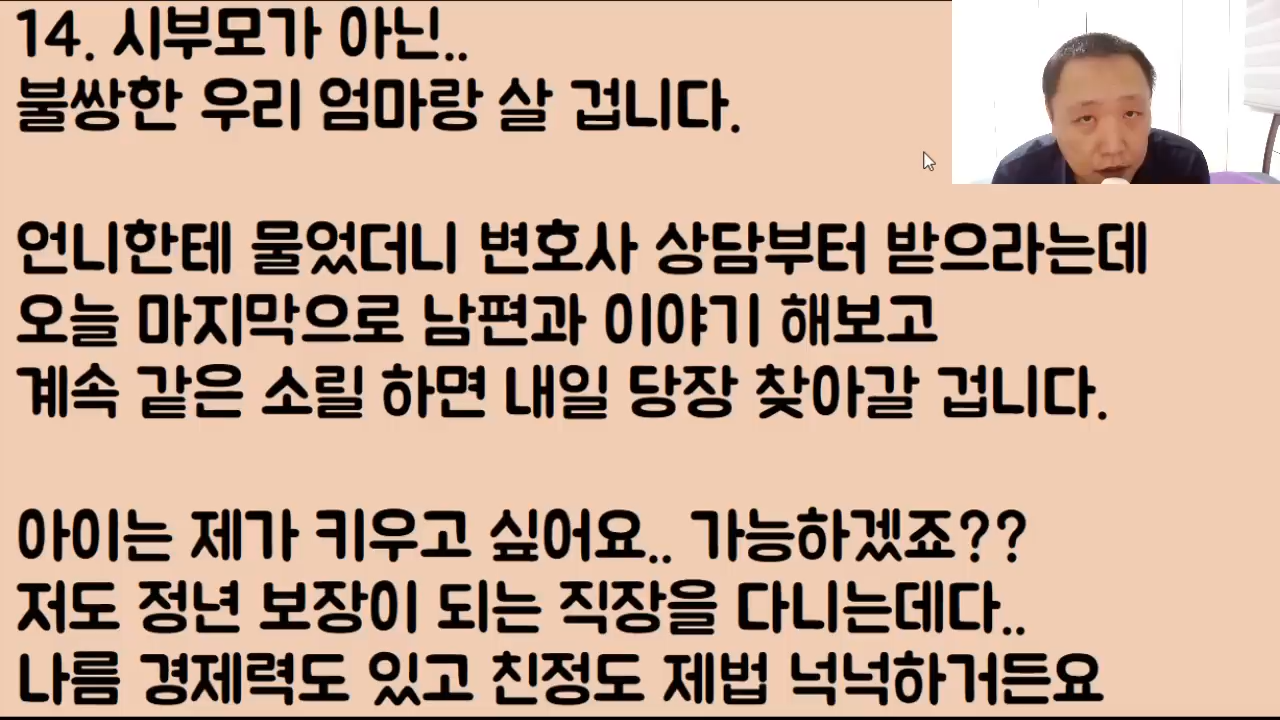 14. 시부모가 아닌..
불쌍한 우리 엄마랑 살 겁니다.
언니한테 물었더니 변호사 상담부터 받으라는데
오늘 마지막으로 남편과 이야기 해보고
계속 같은 소릴 하면 내일 당장 찾아갈 겁니다.
아이는 제가 키우고 싶어요.. 가능하겠죠??
저도 정년 보장이 되는 직장을 다니는데다..
나름 경제력도 있고 친정도 제법 넉넉하거든요